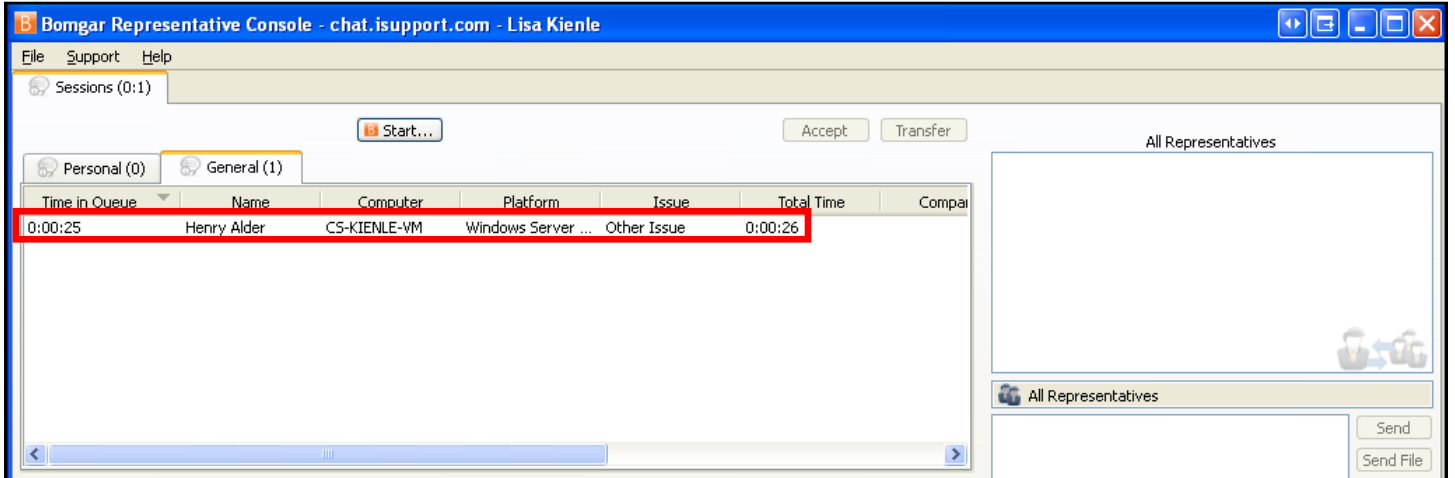 Bomgar Representative Console - chat.isupport.com - Lisa Kienle
File Support Help
Sessions (0:1)
Start... Accept Transfer
All Representatives
Personal (0) General (1)
Time in Queue Name Computer Platform Issue Total Time Compa
0:00:25 Henry Alder CS-KIENLE-VM Windows Server ... Other Issue 0:00:26
All Representatives
Send
Send File